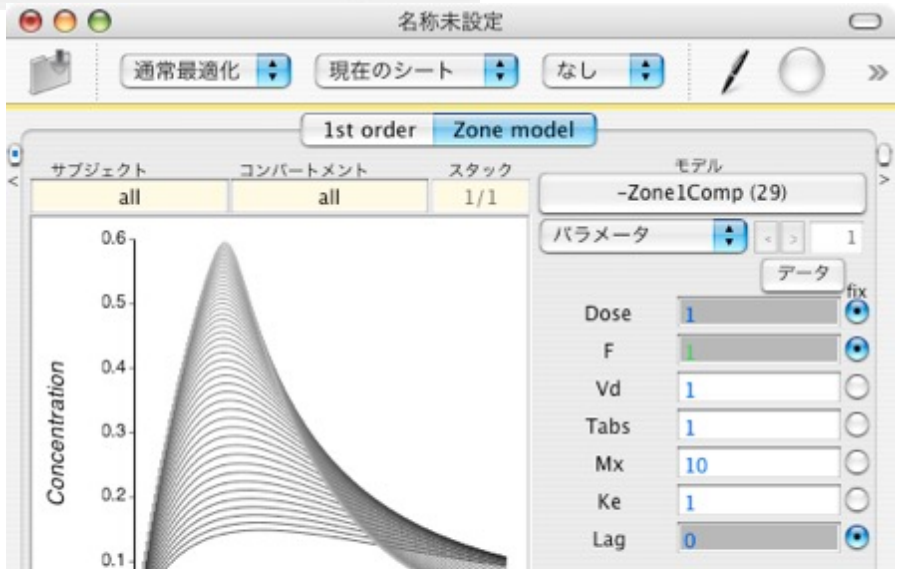 名称未設定
通常最適化 現在のシート なし »
1st order Zone model
サブジェクト コンパートメント スタック モデル
< all all 1/1 -Zone1Comp (29) >
パラメータ < > 1
データ
fix
Dose 1
F 1
Vd 1
Tabs 1
Mx 10
Ke 1
Lag 0
Concentration
0.6
0.5
0.4
0.3
0.2
0.1